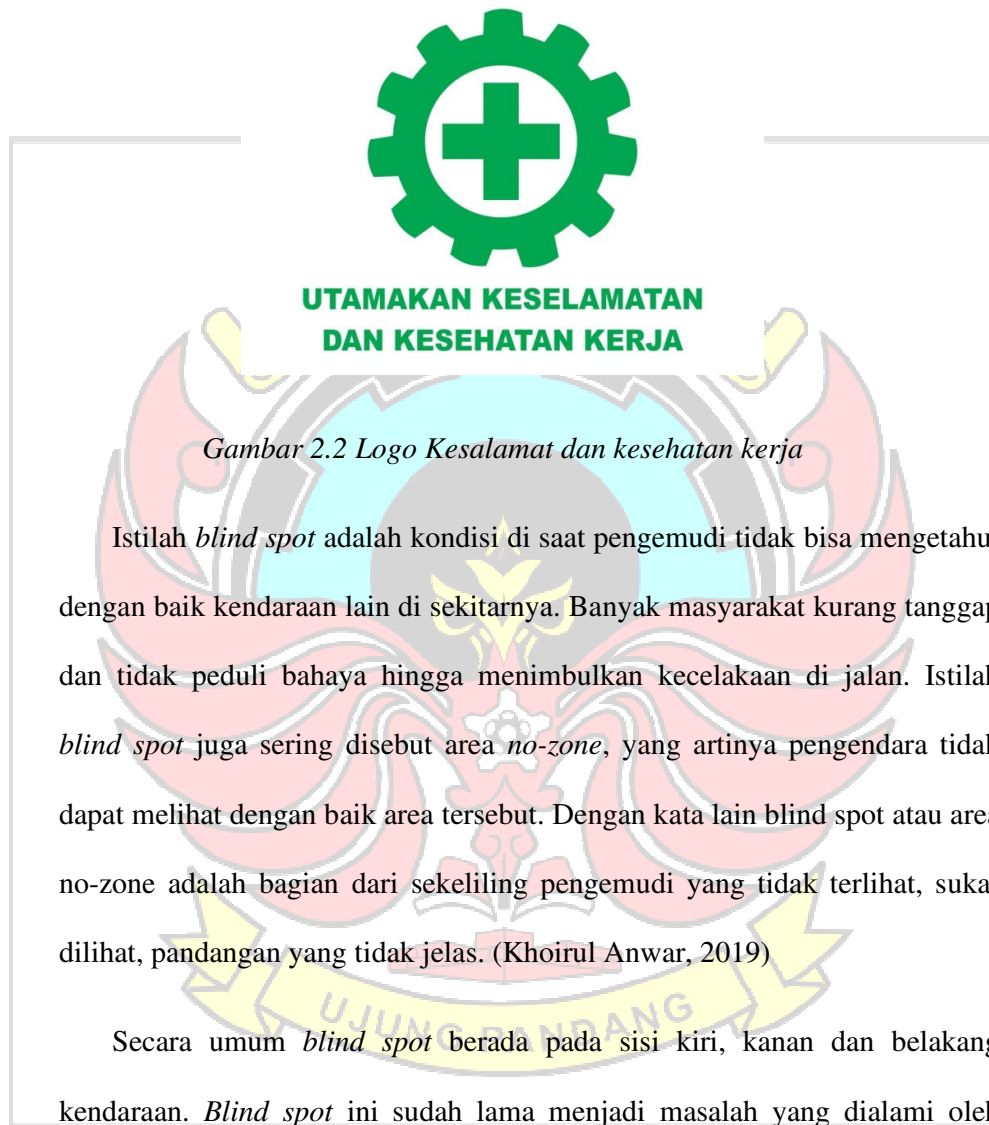 UTAMAKAN KESELAMATAN
DAN KESEHATAN KERJA
Gambar 2.2 Logo Kesalamat dan kesehatan kerja
Istilah blind spot adalah kondisi di saat pengemudi tidak bisa mengetahu
dengan baik kendaraan lain di sekitarnya. Banyak masyarakat kurang tanggap
dan tidak peduli bahaya hingga menimbulkan kecelakaan di jalan. Istilah
blind spot juga sering disebut area no-zone, yang artinya pengendara tidak
dapat melihat dengan baik area tersebut. Dengan kata lain blind spot atau area
no-zone adalah bagian dari sekeliling pengemudi yang tidak terlihat, sukar
dilihat, pandangan yang tidak jelas. (Khoirul Anwar, 2019)
UJUNG PANDANG
Secara umum blind spot berada pada sisi kiri, kanan dan belakang
kendaraan. Blind spot ini sudah lama menjadi masalah yang dialami oleh